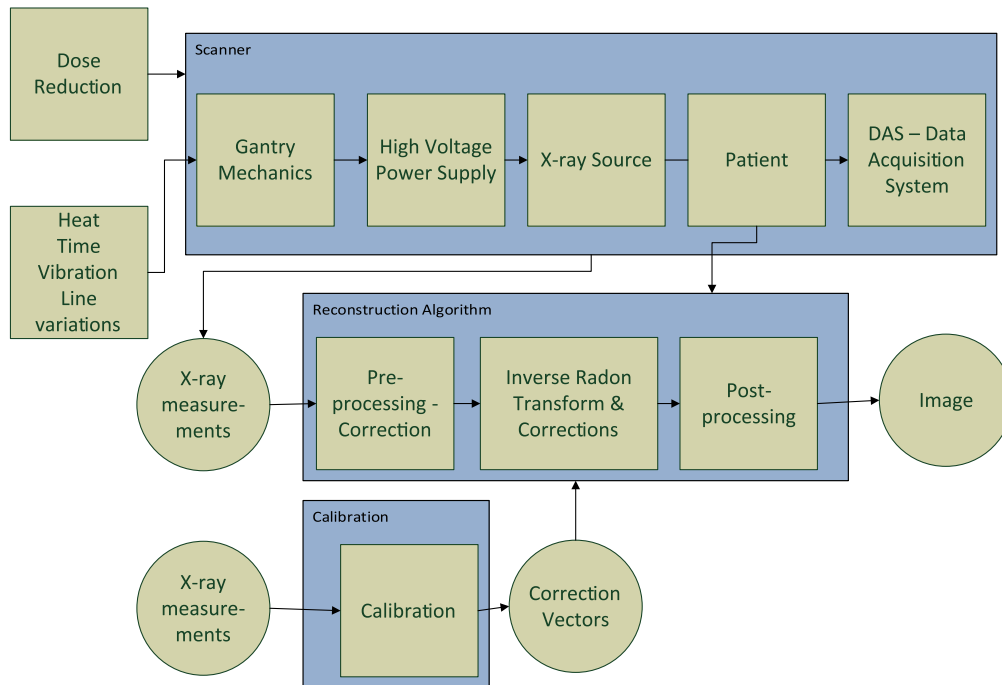 Dose
Reduction
Scanner
Gantry
Mechanics
High Voltage
Power Supply
X-ray Source
Patient
DAS – Data
Acquisition
System
Heat
Time
Vibration
Line
variations
Reconstruction Algorithm
X-ray
measure-
ments
Pre-
processing -
Correction
Inverse Radon
Transform &
Corrections
Post-
processing
Image
Calibration
X-ray
measure-
ments
Calibration
Correction
Vectors